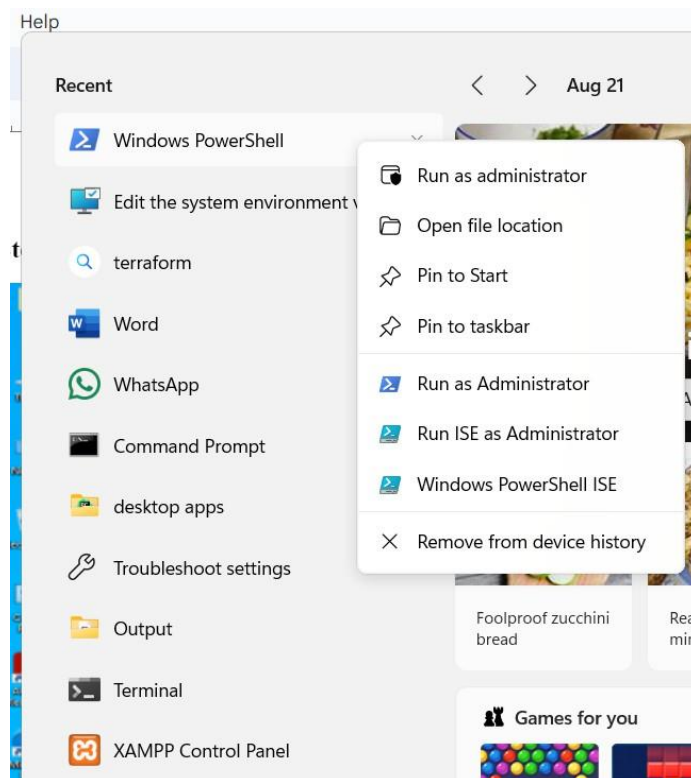 Help
Recent
Aug 21
Windows PowerShell
Edit the system environment
terraform
Word
WhatsApp
Command Prompt
desktop apps
Troubleshoot settings
Output
Terminal
XAMPP Control Panel
Run as administrator
Open file location
Pin to Start
Pin to taskbar
Run as Administrator
Run ISE as Administrator
Windows PowerShell ISE
Remove from device history
Foolproof zucchini
bread
Games for you